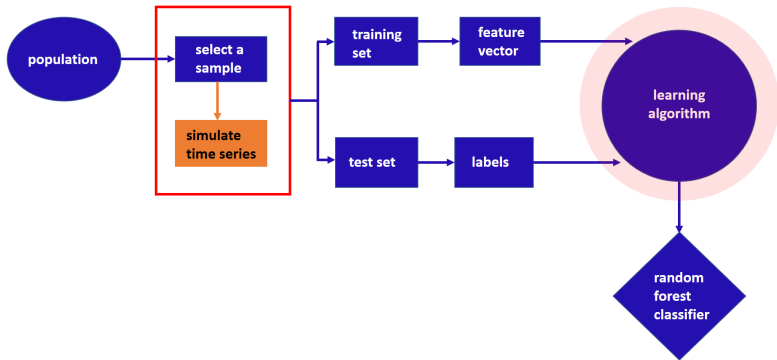 population
select a
sample
simulate
time series
training
set
feature
vector
test set
labels
learning
algorithm
random
forest
classifier